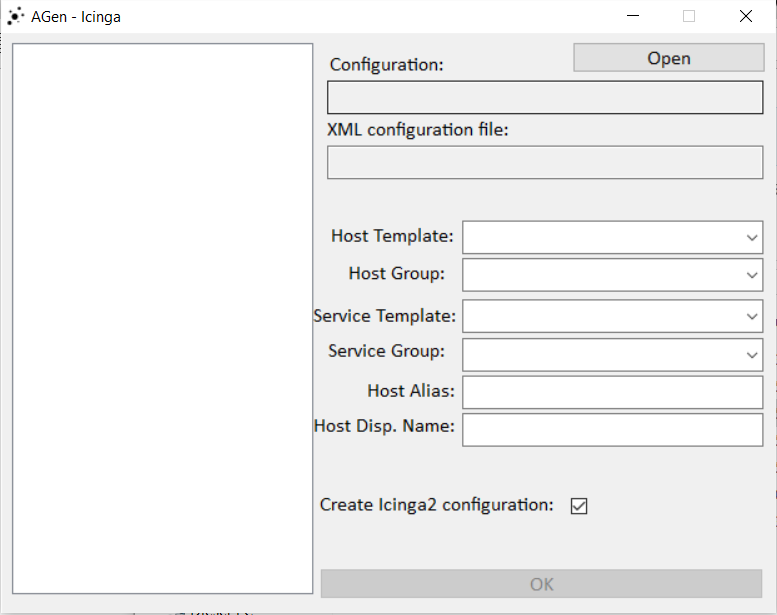 AGen - Icinga
Configuration:
Open
XML configuration file:
Host Template:
Host Group:
Service Template:
Service Group:
Host Alias:
Host Disp. Name:
Create Icinga2 configuration:
OK